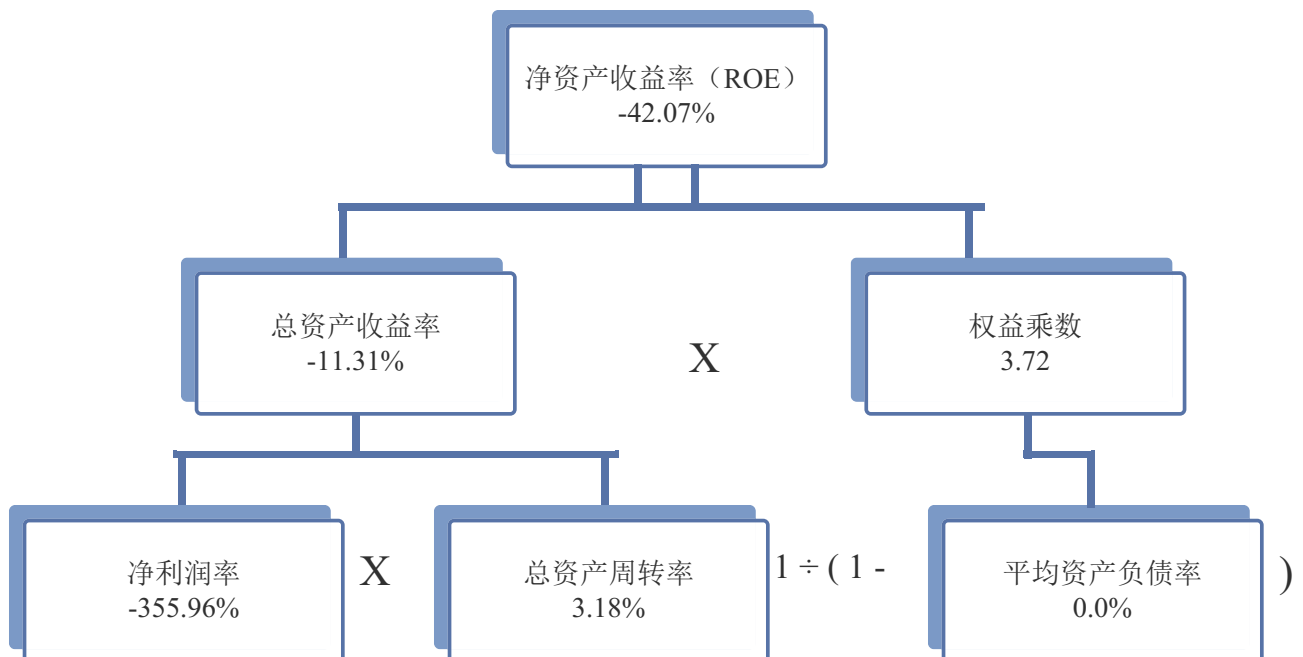 净资产收益率（ROE）
-42.07%
总资产收益率
-11.31%
X
权益乘数
3.72
净利润率
-355.96%
X
总资产周转率
3.18%
1 ÷ ( 1 -
平均资产负债率
0.0%
)